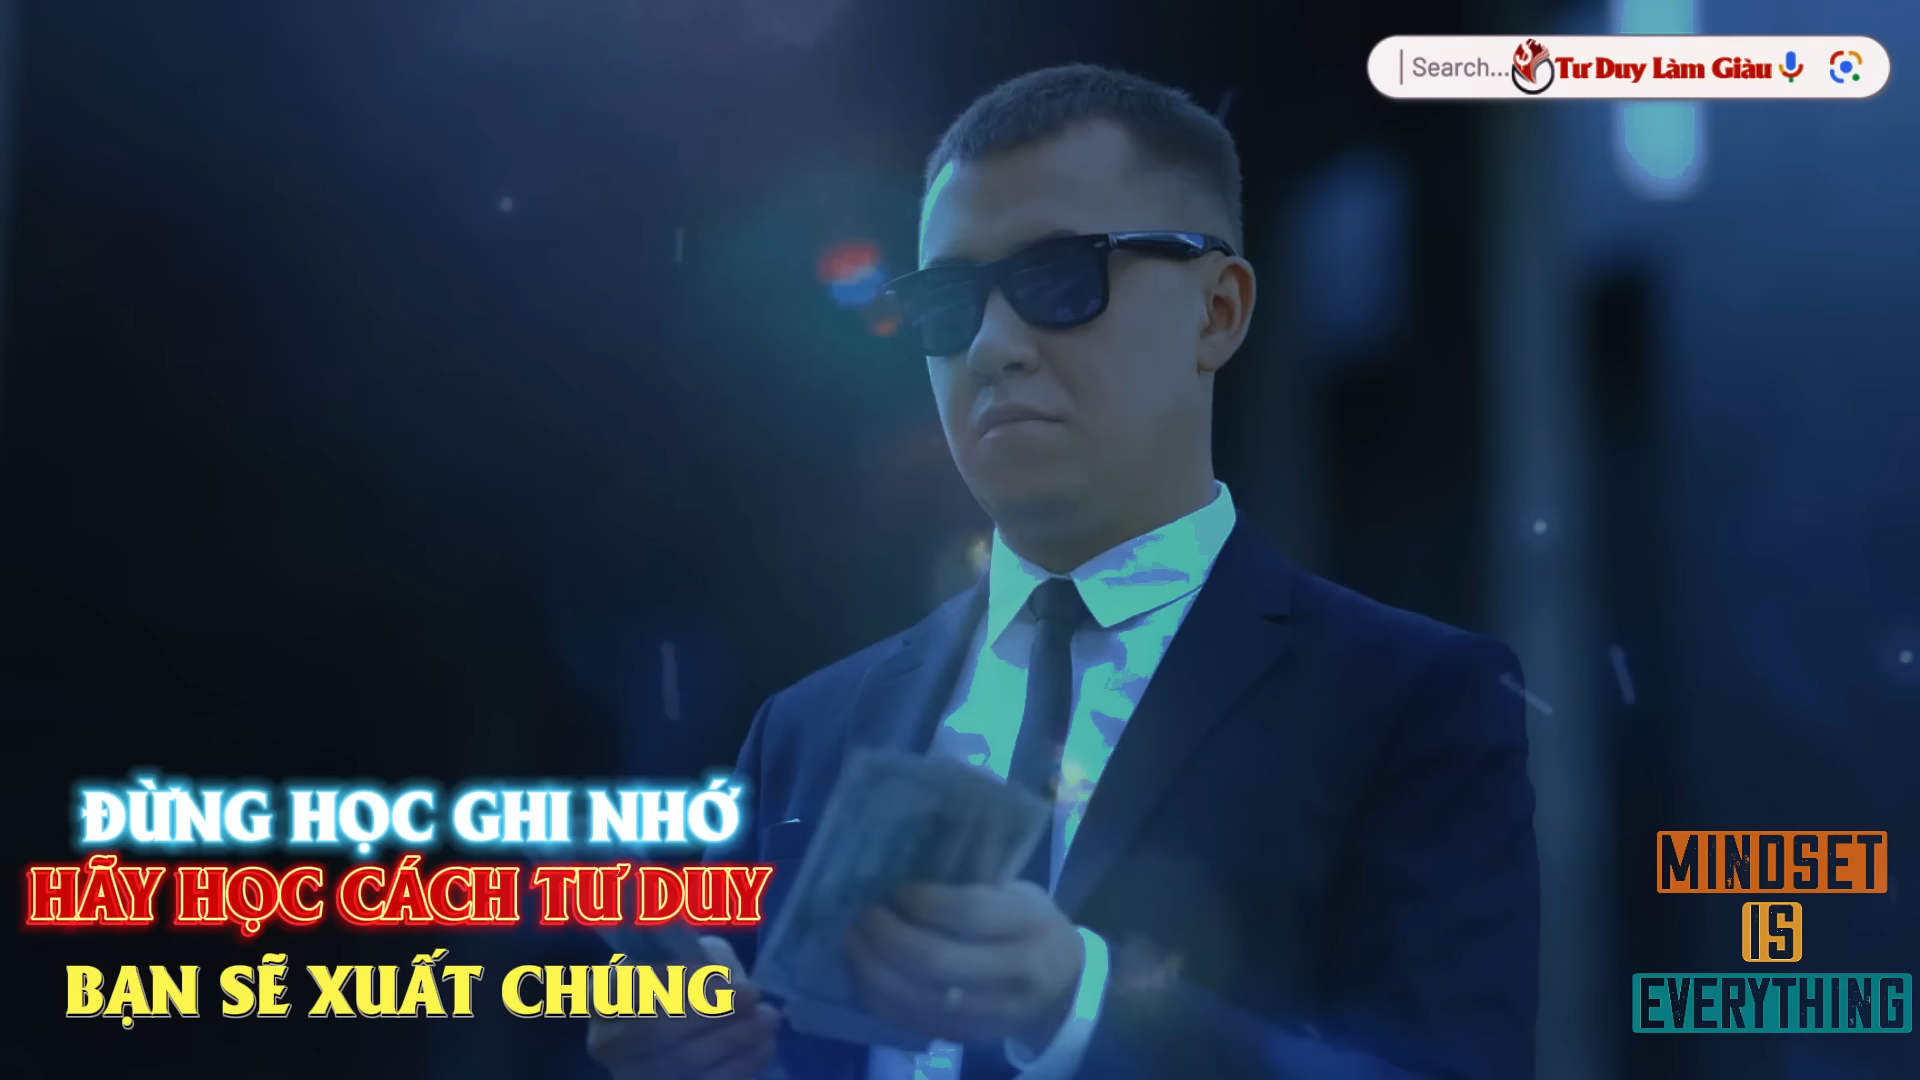 Search... Tư Duy Làm Giàu
ĐỪNG HỌC GHI NHỚ
HÃY HỌC CÁCH TƯ DUY
BẠN SẼ XUẤT CHÚNG
MINDSET
IS
EVERYTHING